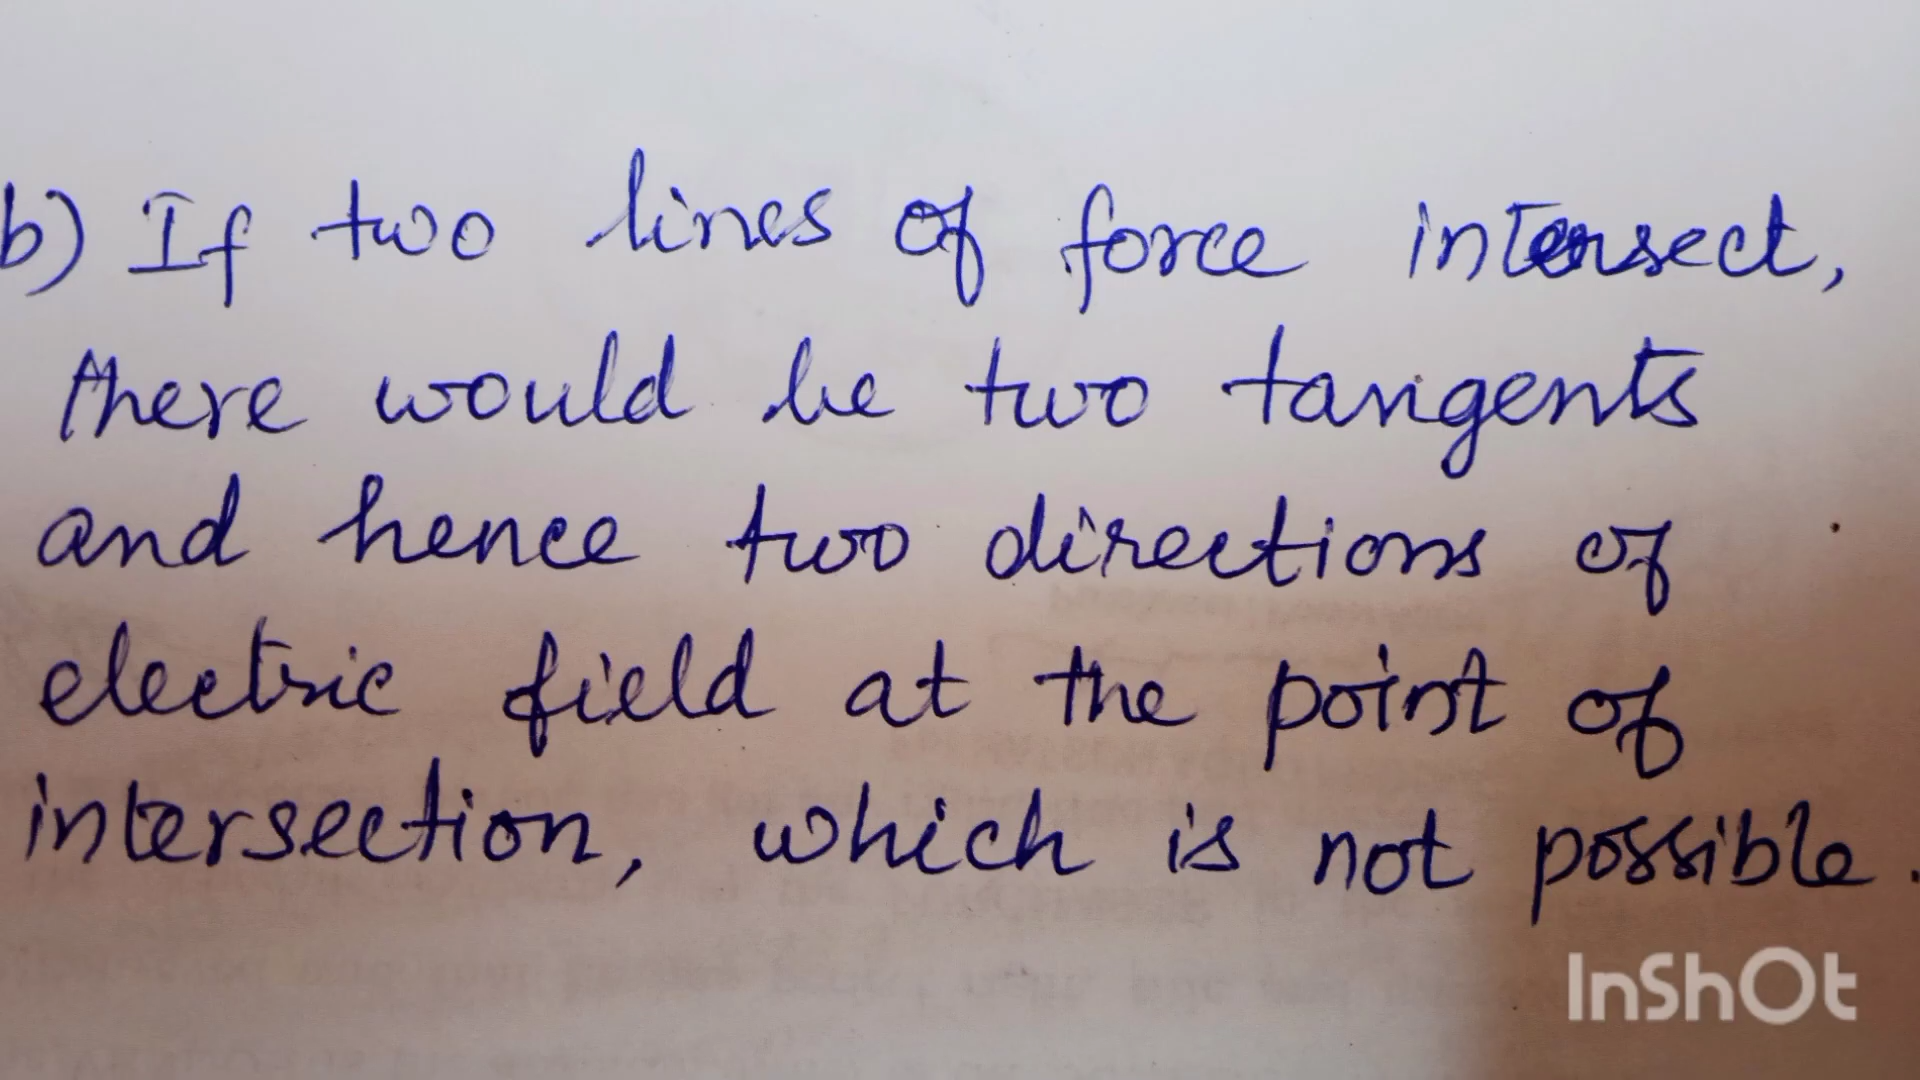 b) If two lines of force intersect,
there would be two tangents
and hence two directions of
electric field at the point of
intersection, which is not possible.
InShOt